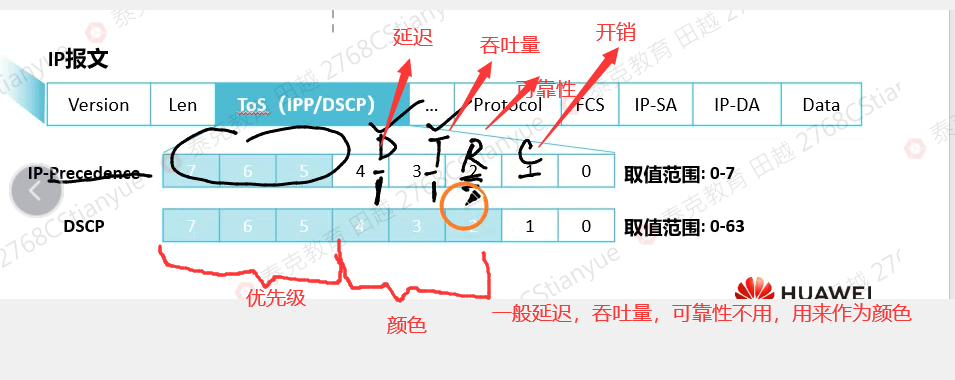 延迟
吞吐量
开销
可靠性
IP报文
Version Len ToS（IPP/DSCP） ... Protocol FCS IP-SA IP-DA Data
D T R C
IP-Precedence 7 6 5 4 3 2 1 0 取值范围: 0-7
1 1
DSCP 7 6 5 4 3 2 1 0 取值范围: 0-63
优先级
颜色
HUAWEI
一般延迟，吞吐量，可靠性不用，用来作为颜色
泰克教育 田越 2768CStianyue